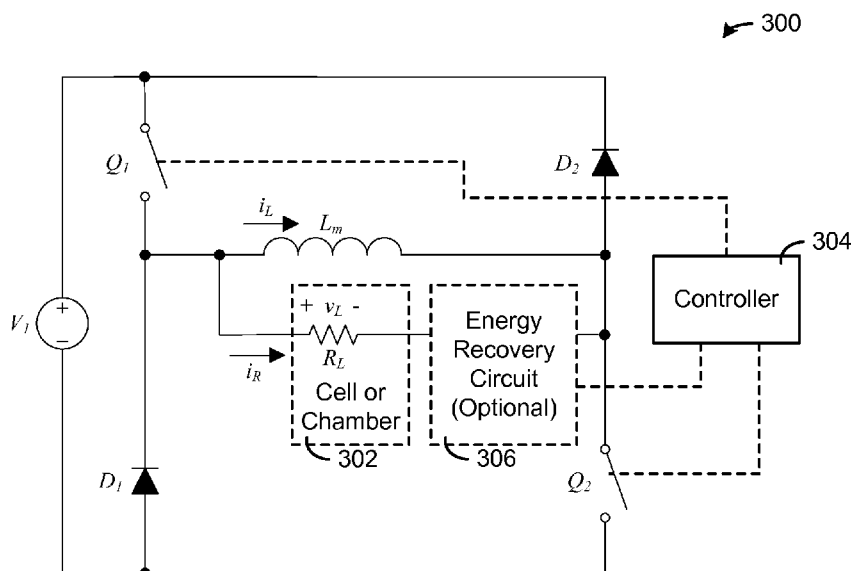 300
Q1
D2
iL
Lm
304
Controller
V1
+
−
+ vL -
RL
iR
Cell or
Chamber
302
Energy
Recovery
Circuit
(Optional)
306
D1
Q2